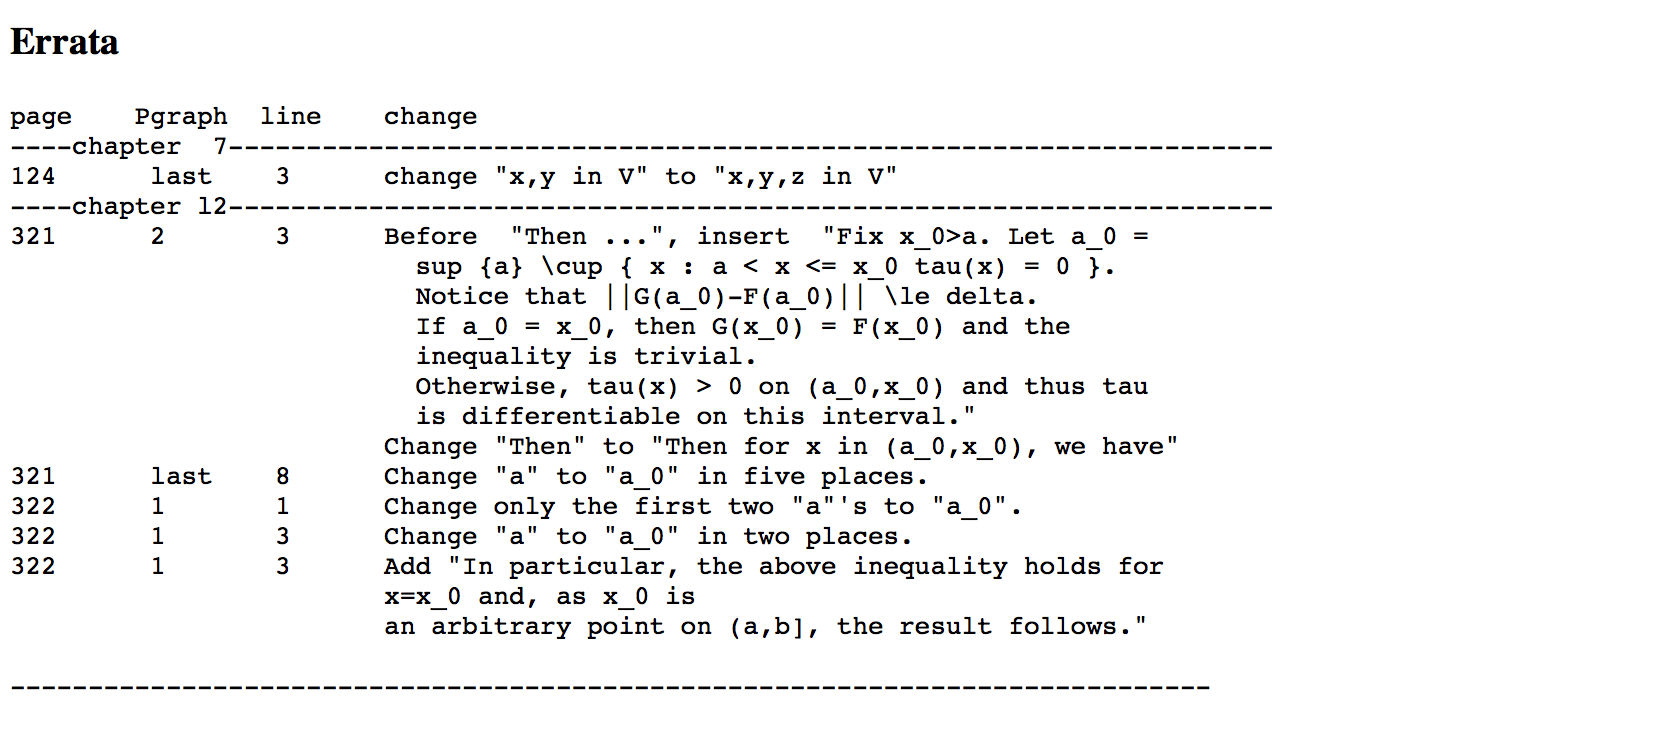 Errata
page Pgraph line change
----chapter 7-------------------------------------------------------------------
124 last 3 change "x,y in V" to "x,y,z in V"
----chapter 12-------------------------------------------------------------------
321 2 3 Before "Then ...", insert "Fix x_0>a. Let a_0 =
sup {a} \cup { x : a < x <= x_0 tau(x) = 0 }.
Notice that ||G(a_0)-F(a_0)|| \le delta.
If a_0 = x_0, then G(x_0) = F(x_0) and the
inequality is trivial.
Otherwise, tau(x) > 0 on (a_0,x_0) and thus tau
is differentiable on this interval."
Change "Then" to "Then for x in (a_0,x_0), we have"
321 last 8 Change "a" to "a_0" in five places.
322 1 1 Change only the first two "a"'s to "a_0".
322 1 3 Change "a" to "a_0" in two places.
322 1 3 Add "In particular, the above inequality holds for
x=x_0 and, as x_0 is
an arbitrary point on (a,b], the result follows."
-----------------------------------------------------------------------------